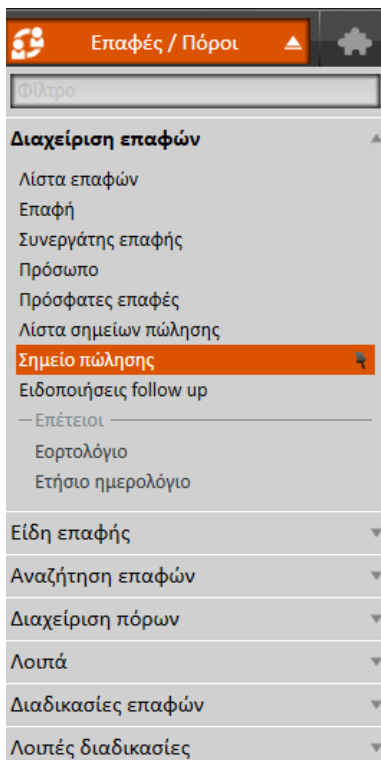 Επαφές / Πόροι
Φίλτρο
Διαχείριση επαφών
Λίστα επαφών
Επαφή
Συνεργάτης επαφής
Πρόσωπο
Πρόσφατες επαφές
Λίστα σημείων πώλησης
Σημείο πώλησης
Ειδοποιήσεις follow up
Επέτειοι
Εορτολόγιο
Ετήσιο ημερολόγιο
Είδη επαφής
Αναζήτηση επαφών
Διαχείριση πόρων
Λοιπά
Διαδικασίες επαφών
Λοιπές διαδικασίες